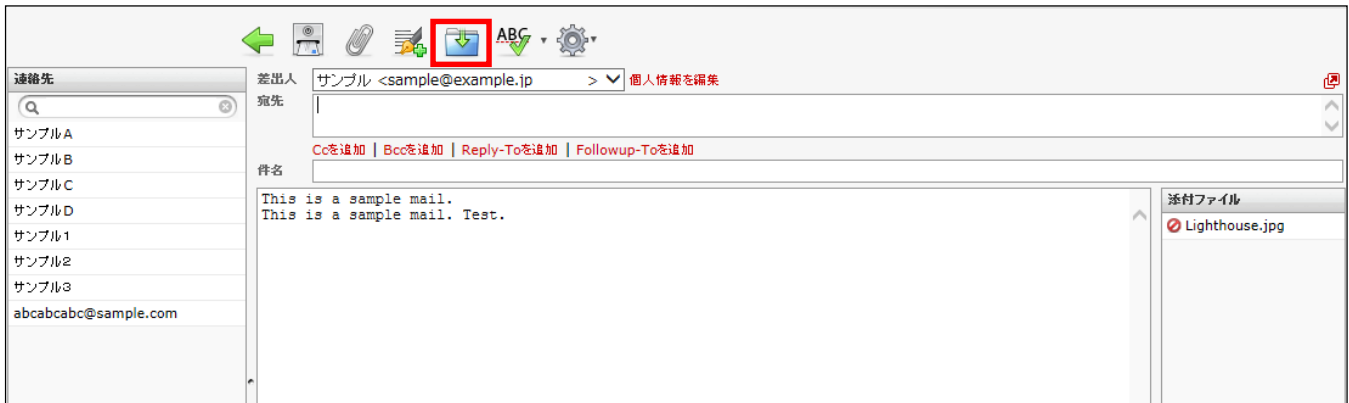 ABC
連絡先
サンプルA
サンプルB
サンプルC
サンプルD
サンプル1
サンプル2
サンプル3
abcabcabc@sample.com
差出人 サンプル <sample@example.jp > 個人情報を編集
宛先
Ccを追加 | Bccを追加 | Reply-Toを追加 | Followup-Toを追加
件名
This is a sample mail.
This is a sample mail. Test.
添付ファイル
Lighthouse.jpg